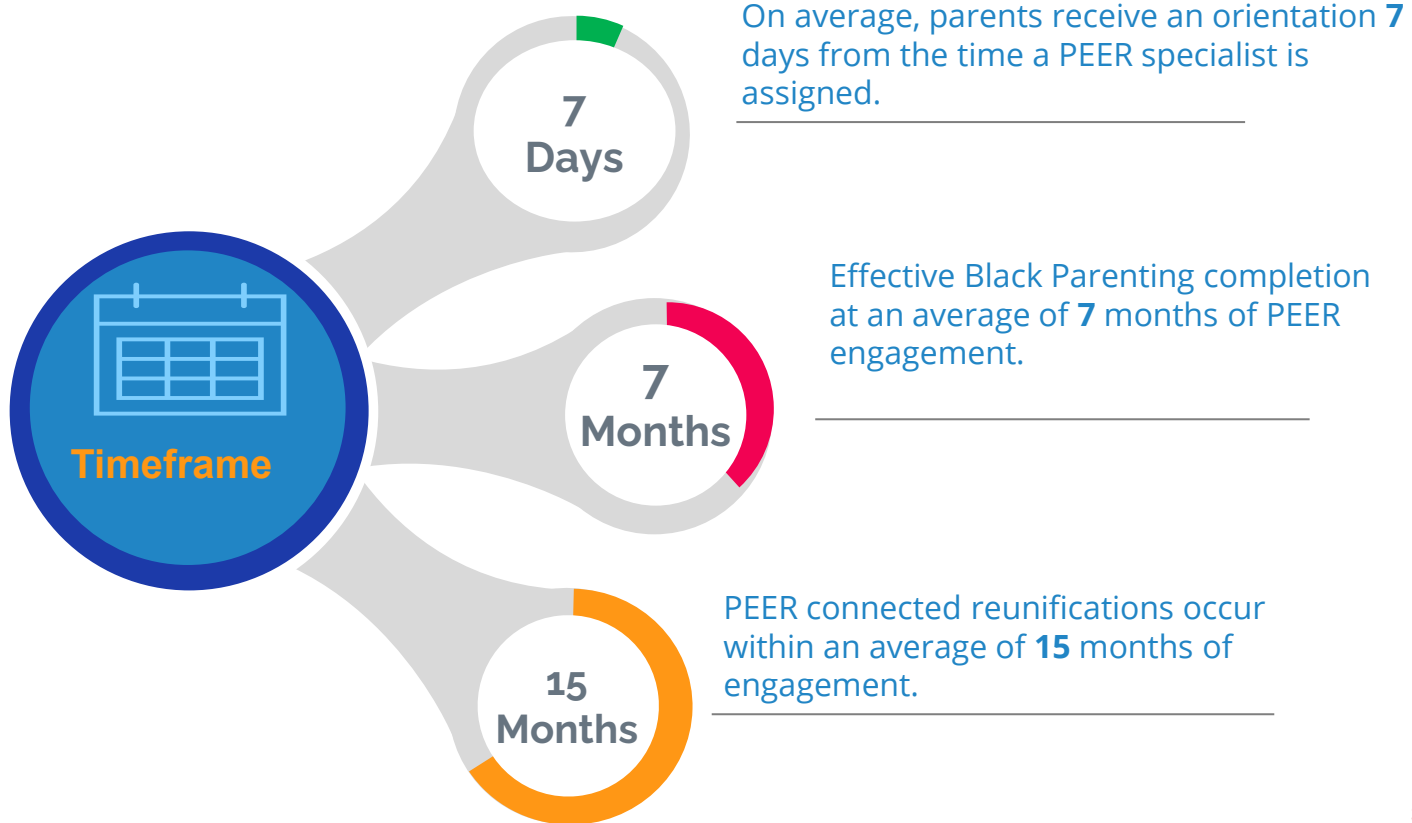 On average, parents receive an orientation 7
days from the time a PEER specialist is
assigned.
7
Days
Effective Black Parenting completion
at an average of 7 months of PEER
engagement.
7
Months
Timeframe
PEER connected reunifications occur
within an average of 15 months of
engagement.
15
Months